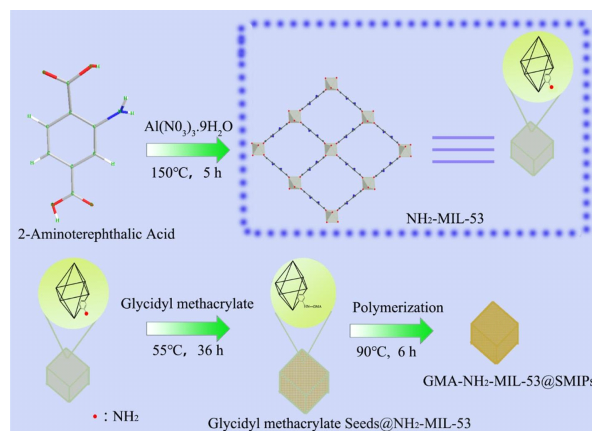 Al(N0₃)₃.9H₂O
150℃, 5 h
2-Aminoterephthalic Acid
NH₂-MIL-53
Glycidyl methacrylate
55℃, 36 h
Polymerization
90℃, 6 h
: NH₂
Glycidyl methacrylate Seeds@NH₂-MIL-53
GMA-NH₂-MIL-53@SMIPs